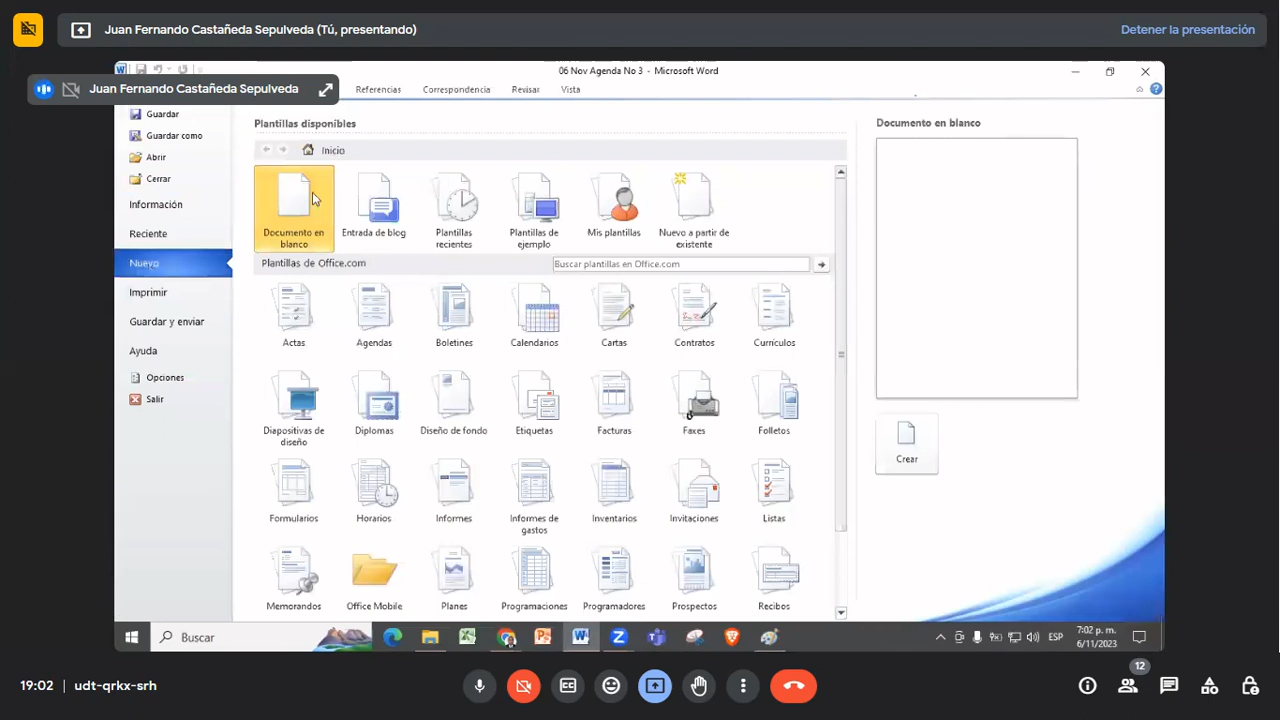 Juan Fernando Castañeda Sepulveda (Tú, presentando)
Detener la presentación
06 Nov Agenda No 3 - Microsoft Word
Juan Fernando Castañeda Sepulveda
Referencias
Correspondencia
Revisar
Vista
Guardar
Guardar como
Abrir
Cerrar
Información
Reciente
Nuevo
Imprimir
Guardar y enviar
Ayuda
Opciones
Salir
Plantillas disponibles
Inicio
Documento en
blanco
Entrada de blog
Plantillas
recientes
Plantillas de
ejemplo
Mis plantillas
Nuevo a partir de
existente
Plantillas de Office.com
Buscar plantillas en Office.com
Actas
Agendas
Boletines
Calendarios
Cartas
Contratos
Currículos
Diapositivas de
diseño
Diplomas
Diseño de fondo
Etiquetas
Facturas
Faxes
Folletos
Formularios
Horarios
Informes
Informes de
gastos
Inventarios
Invitaciones
Listas
Memorandos
Office Mobile
Planes
Programaciones
Programadores
Prospectos
Recibos
Documento en blanco
Crear
Buscar
ESP
7:02 p. m.
6/11/2023
19:02
udt-qrkx-srh
12